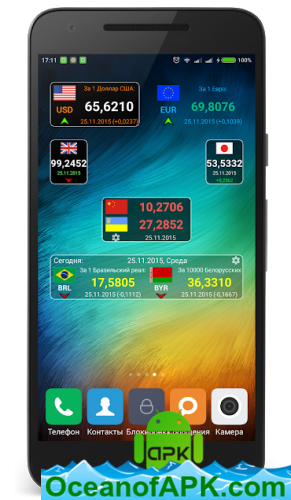 17:11 100%
За 1 Доллар США:
USD 65,6210
25.11.2015 (+0,0237)
За 1 Евро:
EUR 69,8076
25.11.2015 (+0,1039)
99,2452
25.11.2015
53,5332
25.11.2015
+0,2562
10,2706
27,2852
25.11.2015
Сегодня: 25.11.2015, Среда
За 1 Бразильский реал:
BRL 17,5805
25.11.2015 (-0,1112)
За 10000 Белорусских
BYR 36,3310
25.11.2015 (-0,1667)
Телефон Контакты Камера
apk
OceanofAPK.com